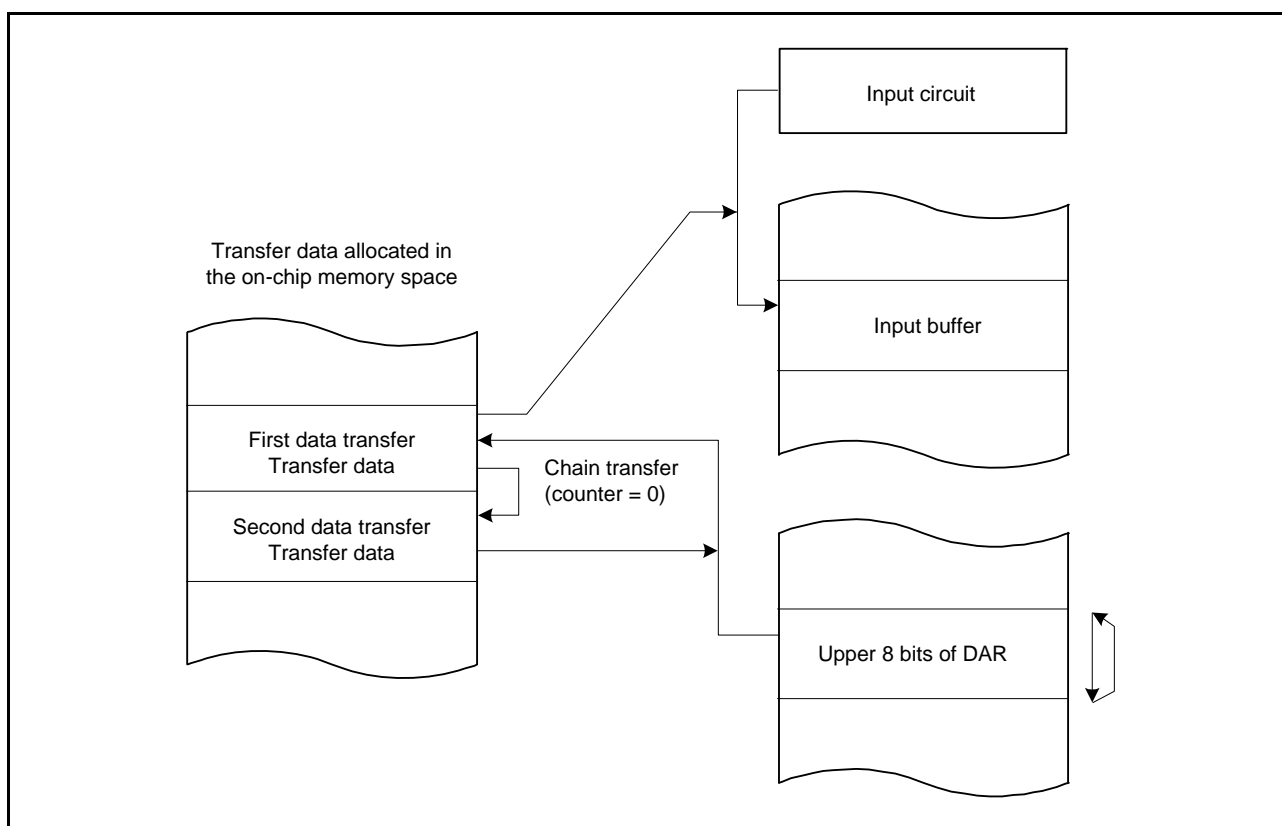 Input circuit
Transfer data allocated in
the on-chip memory space
Input buffer
First data transfer
Transfer data
Chain transfer
(counter = 0)
Second data transfer
Transfer data
Upper 8 bits of DAR